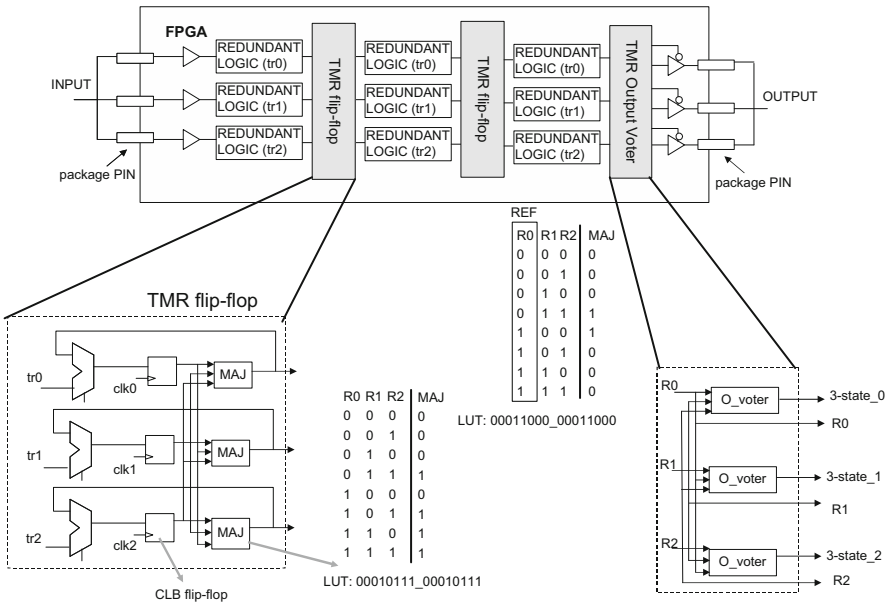 FPGA
INPUT
package PIN
REDUNDANT
LOGIC (tr0)
REDUNDANT
LOGIC (tr1)
REDUNDANT
LOGIC (tr2)
TMR flip-flop
REDUNDANT
LOGIC (tr0)
REDUNDANT
LOGIC (tr1)
REDUNDANT
LOGIC (tr2)
TMR flip-flop
REDUNDANT
LOGIC (tr0)
REDUNDANT
LOGIC (tr1)
REDUNDANT
LOGIC (tr2)
TMR Output Voter
OUTPUT
package PIN
REF
R0 R1 R2 MAJ
0 0 0 0
0 0 1 0
0 1 0 0
0 1 1 1
1 0 0 1
1 0 1 0
1 1 0 0
1 1 1 0
LUT: 00011000_00011000
TMR flip-flop
tr0
clk0
MAJ
tr1
clk1
MAJ
tr2
clk2
MAJ
CLB flip-flop
R0 R1 R2 MAJ
0 0 0 0
0 0 1 0
0 1 0 0
0 1 1 1
1 0 0 0
1 0 1 1
1 1 0 1
1 1 1 1
LUT: 00010111_00010111
R0
O_voter
3-state_0
R0
R1
O_voter
3-state_1
R1
R2
O_voter
3-state_2
R2